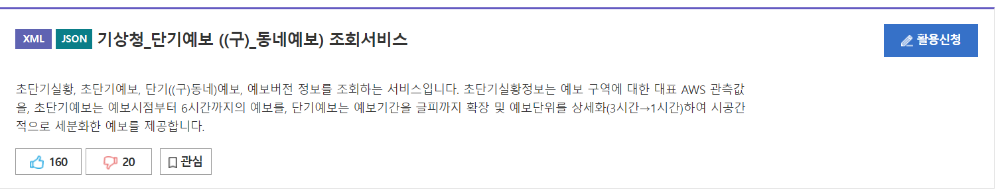 XML JSON 기상청_단기예보 ((구)_동네예보) 조회서비스
활용신청
초단기실황, 초단기예보, 단기((구)동네)예보, 예보버전 정보를 조회하는 서비스입니다. 초단기실황정보는 예보 구역에 대한 대표 AWS 관측값
을, 초단기예보는 예보시점부터 6시간까지의 예보를, 단기예보는 예보기간을 글피까지 확장 및 예보단위를 상세화(3시간→1시간)하여 시공간
적으로 세분화한 예보를 제공합니다.
160 20 관심